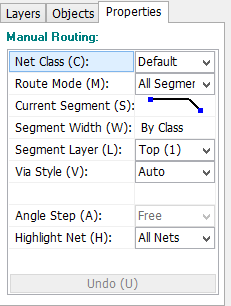 Layers Objects Properties
Manual Routing:
Net Class (C): Default
Route Mode (M): All Segmer
Current Segment (S):
Segment Width (W): By Class
Segment Layer (L): Top (1)
Via Style (V): Auto
Angle Step (A): Free
Highlight Net (H): All Nets
Undo (U)